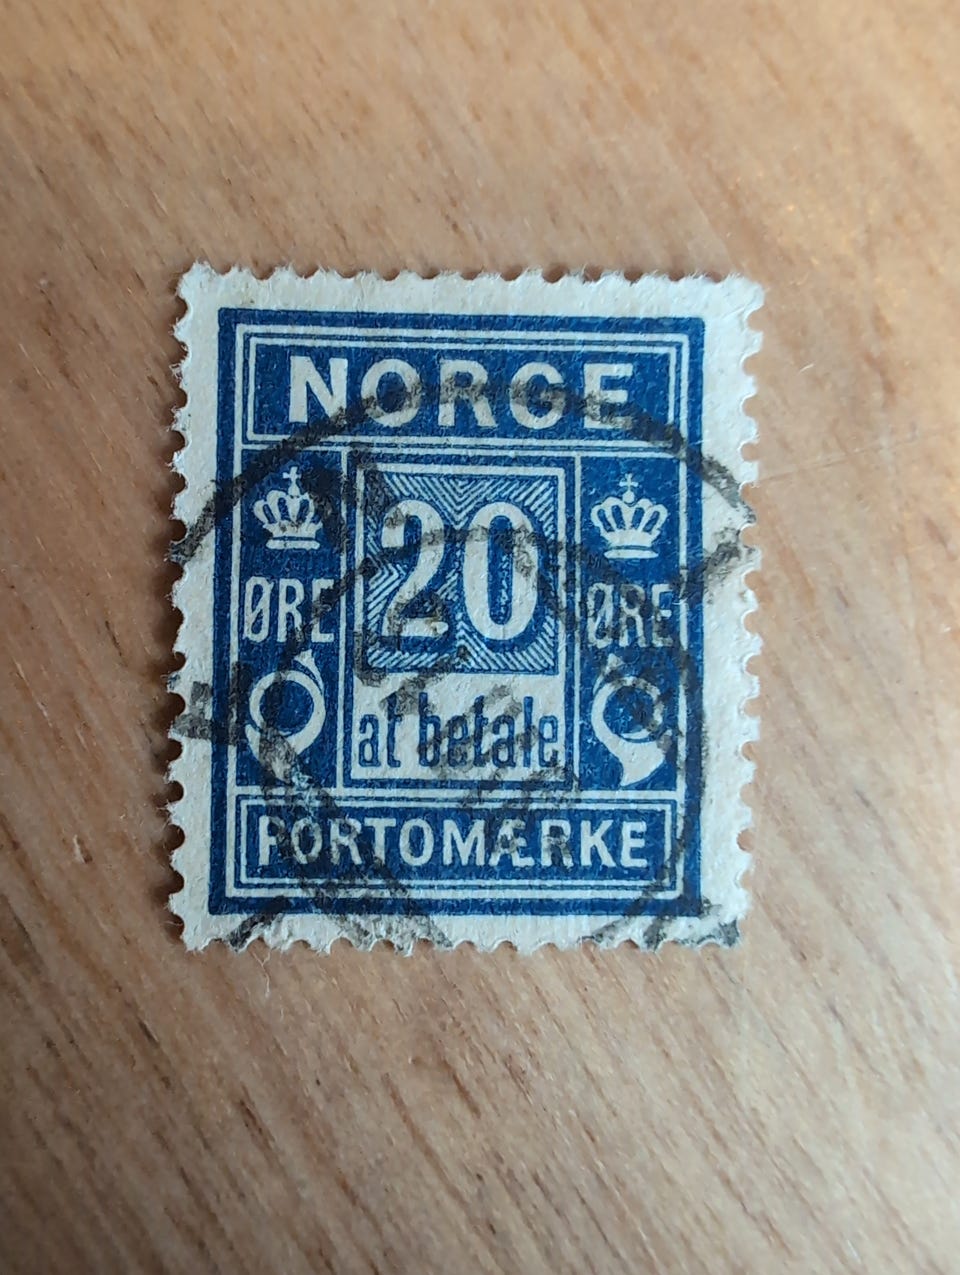 NORGE
20
ØRE ØRE
at betale
PORTOMÆRKE